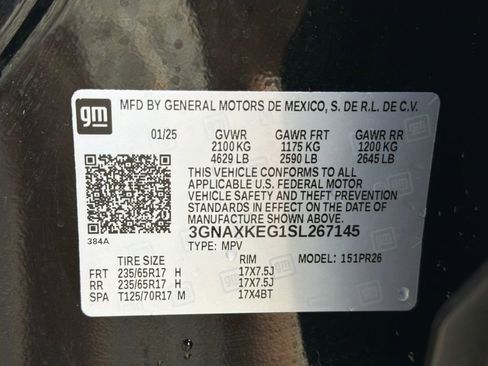 gm
MFD BY GENERAL MOTORS DE MEXICO, S. DE R.L. DE C.V.
01/25 GVWR GAWR FRT GAWR RR
2100 KG 1175 KG 1200 KG
4629 LB 2590 LB 2645 LB
THIS VEHICLE CONFORMS TO ALL
APPLICABLE U.S. FEDERAL MOTOR
VEHICLE SAFETY AND THEFT PREVENTION
STANDARDS IN EFFECT ON THE DATE OF
MANUFACTURE SHOWN ABOVE.
3GNAXKEG1SL267145
384A
TYPE: MPV
TIRE SIZE RIM MODEL: 151PR26
FRT 235/65R17 H 17X7.5J
RR 235/65R17 H 17X7.5J
SPA T125/70R17 M 17X4BT